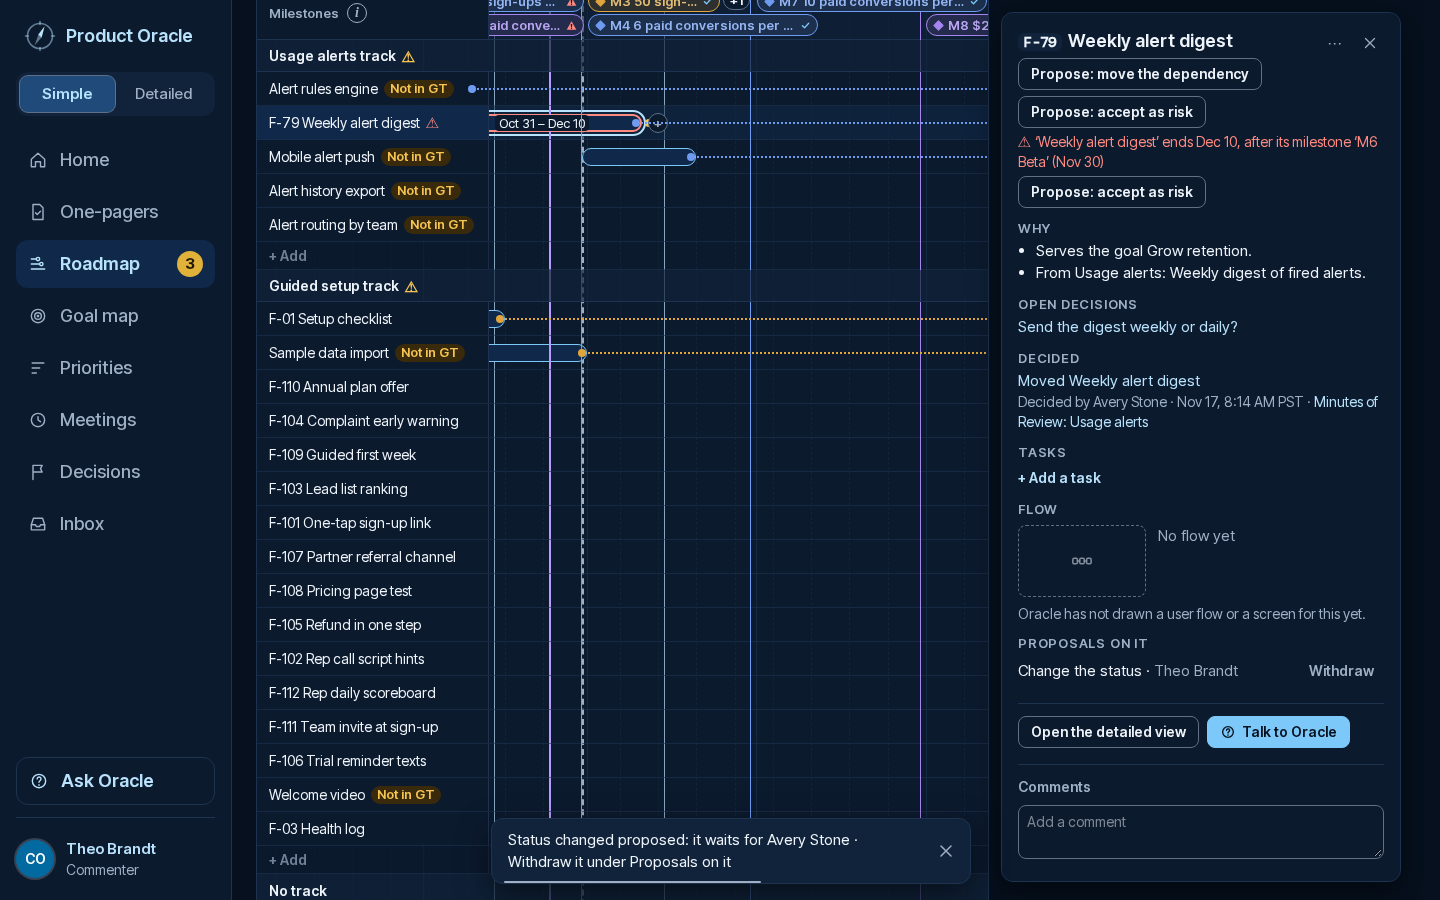 Product Oracle
Simple
Detailed
Home
One-pagers
Roadmap
3
Goal map
Priorities
Meetings
Decisions
Inbox
Ask Oracle
CO
Theo Brandt
Commenter
Milestones
sign-ups ...
M3 50 sign-...
+1
M7 10 paid conversions per...
paid conve...
M4 6 paid conversions per ...
M8 $2
Usage alerts track
Alert rules engine Not in GT
F-79 Weekly alert digest
Oct 31 – Dec 10
Mobile alert push Not in GT
Alert history export Not in GT
Alert routing by team Not in GT
+ Add
Guided setup track
F-01 Setup checklist
Sample data import Not in GT
F-110 Annual plan offer
F-104 Complaint early warning
F-109 Guided first week
F-103 Lead list ranking
F-101 One-tap sign-up link
F-107 Partner referral channel
F-108 Pricing page test
F-105 Refund in one step
F-102 Rep call script hints
F-112 Rep daily scoreboard
F-111 Team invite at sign-up
F-106 Trial reminder texts
Welcome video Not in GT
F-03 Health log
+ Add
No track
Status changed proposed: it waits for Avery Stone ·
Withdraw it under Proposals on it
F-79 Weekly alert digest
Propose: move the dependency
Propose: accept as risk
⚠ ‘Weekly alert digest’ ends Dec 10, after its milestone ‘M6
Beta’ (Nov 30)
Propose: accept as risk
WHY
• Serves the goal Grow retention.
• From Usage alerts: Weekly digest of fired alerts.
OPEN DECISIONS
Send the digest weekly or daily?
DECIDED
Moved Weekly alert digest
Decided by Avery Stone · Nov 17, 8:14 AM PST · Minutes of
Review: Usage alerts
TASKS
+ Add a task
FLOW
No flow yet
Oracle has not drawn a user flow or a screen for this yet.
PROPOSALS ON IT
Change the status · Theo Brandt
Withdraw
Open the detailed view
Talk to Oracle
Comments
Add a comment